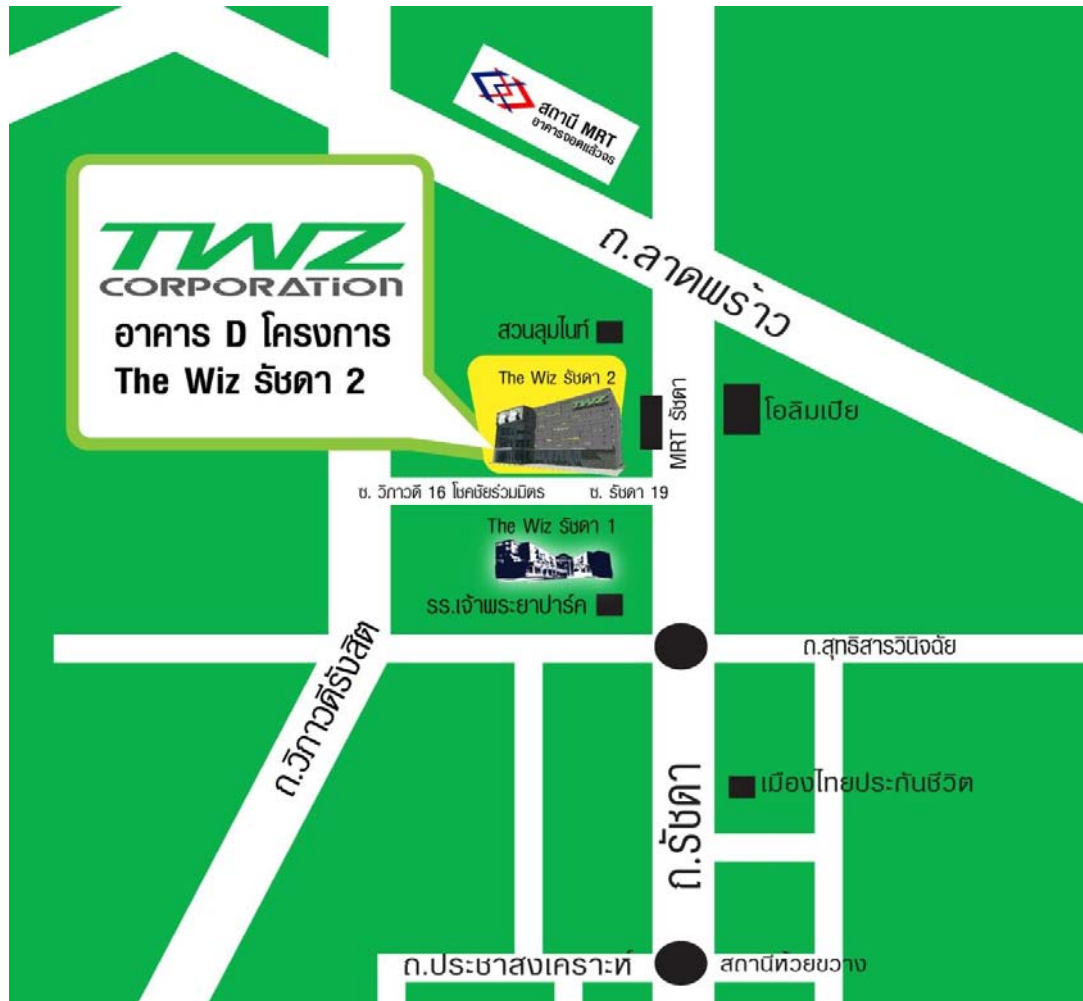 สถานี MRT
อาคารจอดแล้วจร
ถ.ลาดพร้าว
TWZ
CORPORATION
อาคาร D โครงการ
The Wiz รัชดา 2
สวนลุมไนท์
The Wiz รัชดา 2
TWZ
MRT รัชดา
โอลิมเปีย
ซ. วิภาวดี 16 โชคชัยร่วมมิตร
ซ. รัชดา 19
The Wiz รัชดา 1
รร.เจ้าพระยาปาร์ค
ถ.สุทธิสารวินิจฉัย
ถ.วิภาวดีรังสิต
เมืองไทยประกันชีวิต
ถ.รัชดา
ถ.ประชาสงเคราะห์
สถานีห้วยขวาง